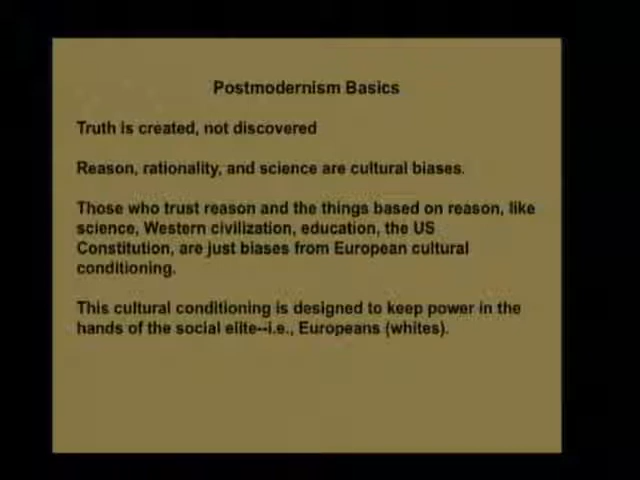 Postmodernism Basics
Truth is created, not discovered
Reason, rationality, and science are cultural biases.
Those who trust reason and the things based on reason, like
science, Western civilization, education, the US
Constitution, are just biases from European cultural
conditioning.
This cultural conditioning is designed to keep power in the
hands of the social elite--i.e., Europeans (whites).